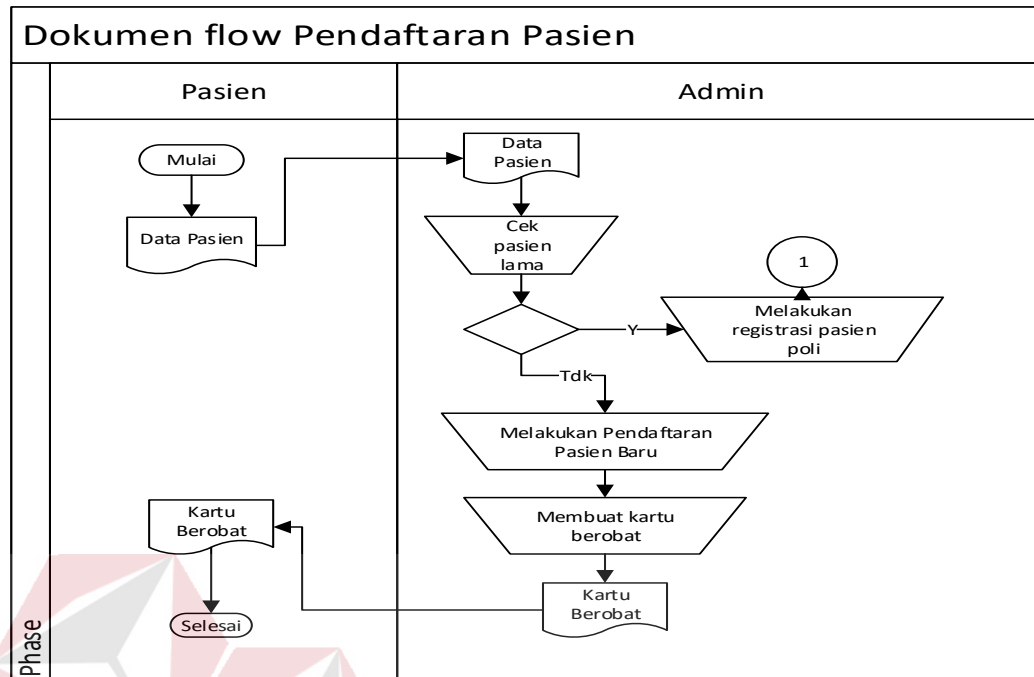 Dokumen flow Pendaftaran Pasien
Pasien
Admin
Mulai
Data Pasien
Data
Pasien
Cek
pasien
lama
Y
Melakukan
registrasi pasien
poli
1
Tdk
Melakukan Pendaftaran
Pasien Baru
Membuat kartu
berobat
Kartu
Berobat
Kartu
Berobat
Selesai
Phase